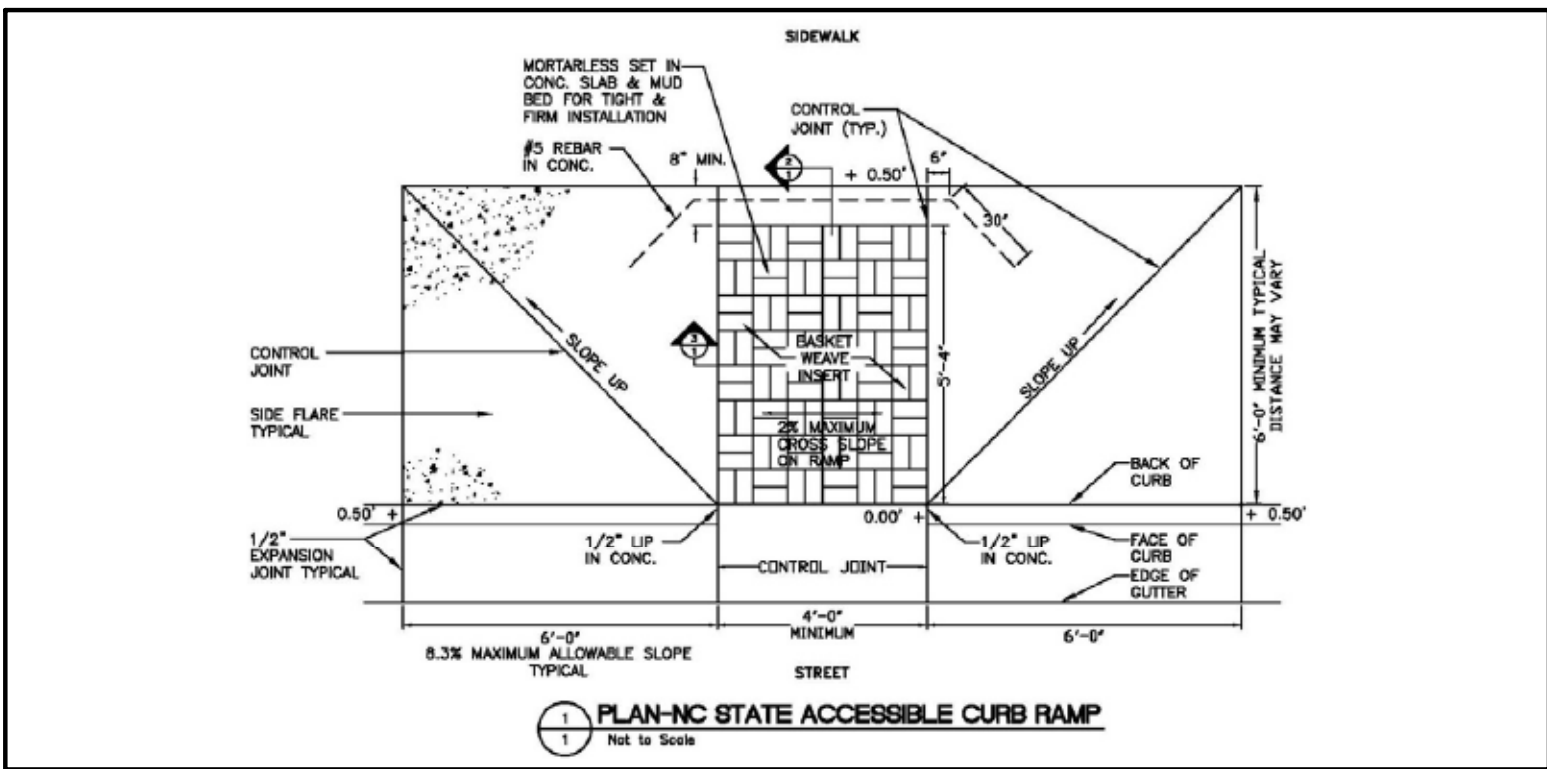 SIDEWALK
MORTARLESS SET IN
CONC. SLAB & MUD
BED FOR TIGHT &
FIRM INSTALLATION
CONTROL
JOINT (TYP.)
#5 REBAR
IN CONC.
8" MIN.
2
1
+ 0.50'
6"
30"
CONTROL
JOINT
SLOPE UP
3
1
BASKET
WEAVE
INSERT
5'-4"
SLOPE UP
6'-0" MINIMUM TYPICAL
DISTANCE MAY VARY
SIDE FLARE
TYPICAL
2% MAXIMUM
CROSS SLOPE
ON RAMP
BACK OF
CURB
0.50' +
0.00' +
+ 0.50'
1/2"
EXPANSION
JOINT TYPICAL
1/2" LIP
IN CONC.
1/2" LIP
IN CONC.
FACE OF
CURB
CONTROL JOINT
EDGE OF
GUTTER
6'-0"
8.3% MAXIMUM ALLOWABLE SLOPE
TYPICAL
4'-0"
MINIMUM
6'-0"
STREET
1
1
PLAN-NC STATE ACCESSIBLE CURB RAMP
Not to Scale